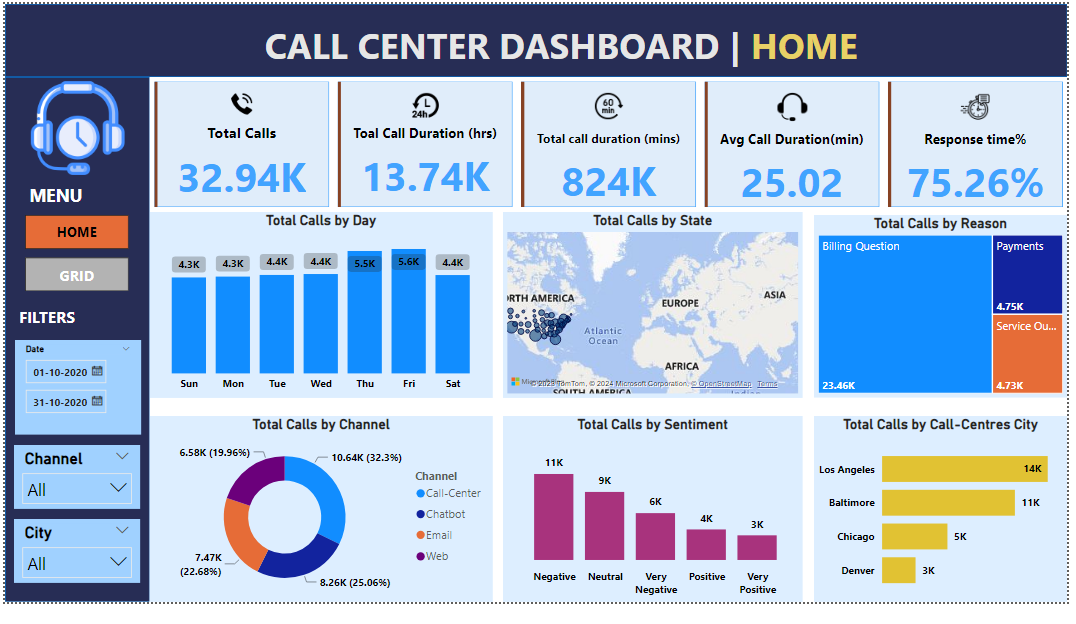 CALL CENTER DASHBOARD | HOME
MENU
HOME
GRID
FILTERS
Date
01-10-2020
31-10-2020
Channel
All
City
All
24h
60
min
Total Calls
32.94K
Toal Call Duration (hrs)
13.74K
Total call duration (mins)
824K
Avg Call Duration(min)
25.02
Response time%
75.26%
Total Calls by Day
4.3K 4.3K 4.4K 4.4K 5.5K 5.6K 4.4K
Sun Mon Tue Wed Thu Fri Sat
Total Calls by State
NORTH AMERICA
EUROPE
ASIA
Atlantic
Ocean
AFRICA
© 2023 TomTom, © 2024 Microsoft Corporation, © OpenStreetMap Terms
SOUTH AMERICA
Total Calls by Reason
Billing Question
23.46K
Payments
4.75K
Service Ou...
4.73K
Total Calls by Channel
6.58K (19.96%)
10.64K (32.3%)
7.47K
(22.68%)
8.26K (25.06%)
Channel
Call-Center
Chatbot
Email
Web
Total Calls by Sentiment
11K 9K 6K 4K 3K
Negative Neutral Very Negative Positive Very Positive
Total Calls by Call-Centres City
Los Angeles 14K
Baltimore 11K
Chicago 5K
Denver 3K